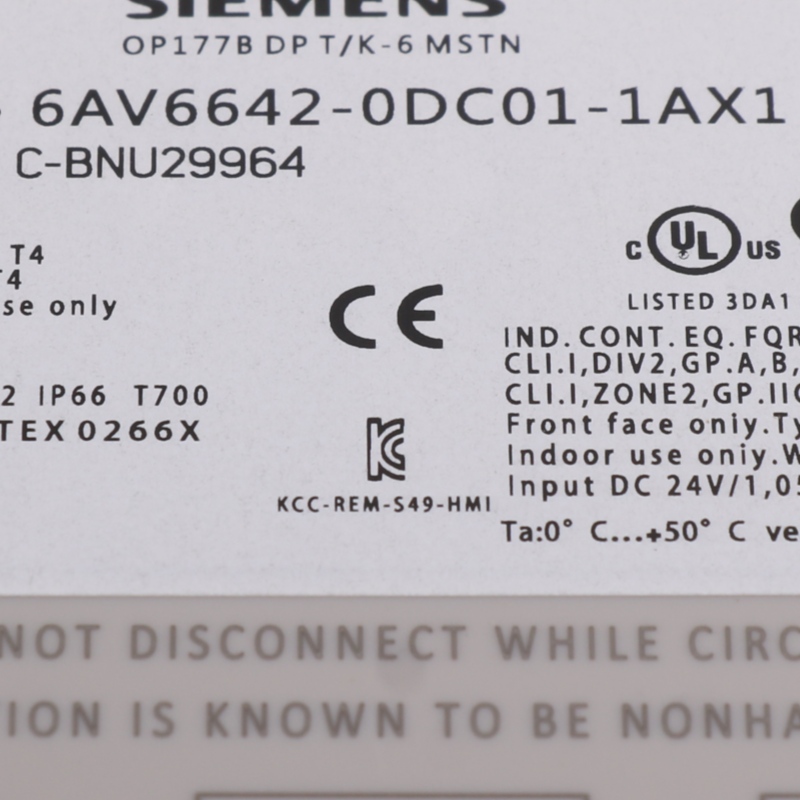 SIEMENS
OP177B DP T/K-6 MSTN
6AV6642-0DC01-1AX1
C-BNU29964
T4
T4
se only
2 IP66 T700
TEX 0266X
CE
KCC-REM-S49-HMI
C UL US
LISTED 3DA1
IND. CONT. EQ. FQR
CLI.I,DIV2,GP.A,B,
CLI.I,ZONE2,GP.IIC
Front face oniy.Ty
Indoor use oniy.W
Input DC 24V/1,05
Ta:0° C...+50° C ve
NOT DISCONNECT WHILE CIRC
TION IS KNOWN TO BE NONHA